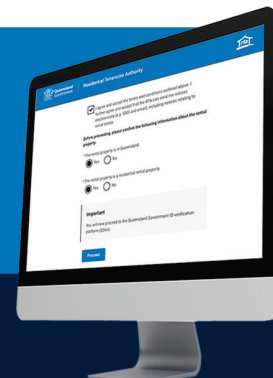 Queensland
Government
Residential Tenancies Authority
rta
I agree and accept the terms and conditions outlined above. I
further agree and accept that the RTA can send me notices
electronically (e.g. SMS and email), including notices relating to
rental bonds.
Before proceeding, please confirm the following information about the rental
property:
*The rental property is in Queensland
Yes No
*The rental property is a residential rental property
Yes No
Important
You will now proceed to the Queensland Government ID verification
platform (QGov).
Proceed